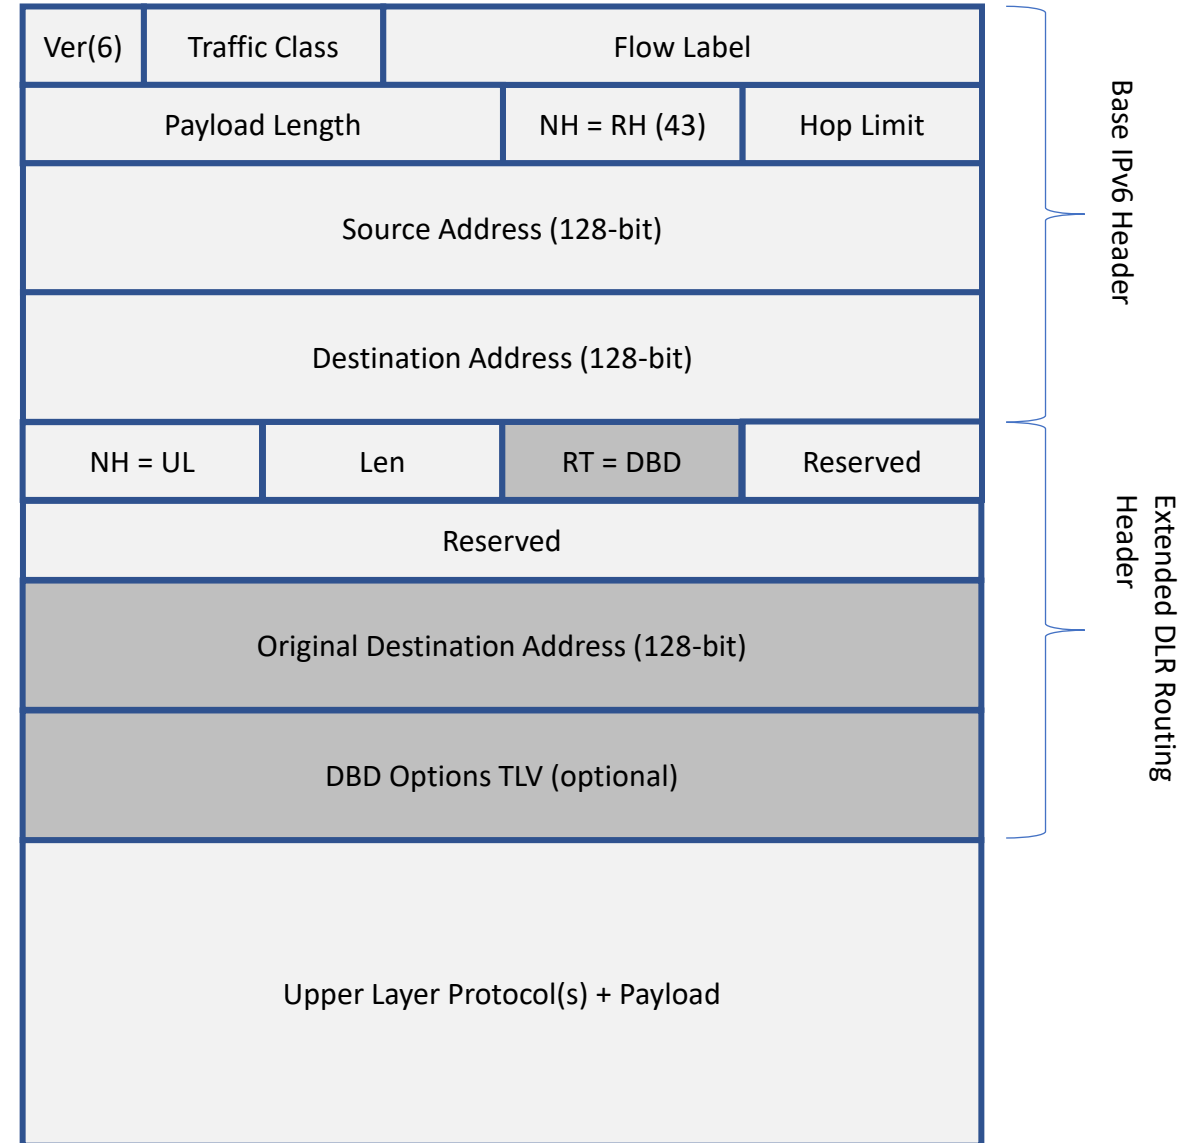 Ver(6)
Traffic Class
Flow Label
Payload Length
NH = RH (43)
Hop Limit
Source Address (128-bit)
Destination Address (128-bit)
Base IPv6 Header
NH = UL
Len
RT = DBD
Reserved
Reserved
Original Destination Address (128-bit)
DBD Options TLV (optional)
Extended DLR Routing
Header
Upper Layer Protocol(s) + Payload